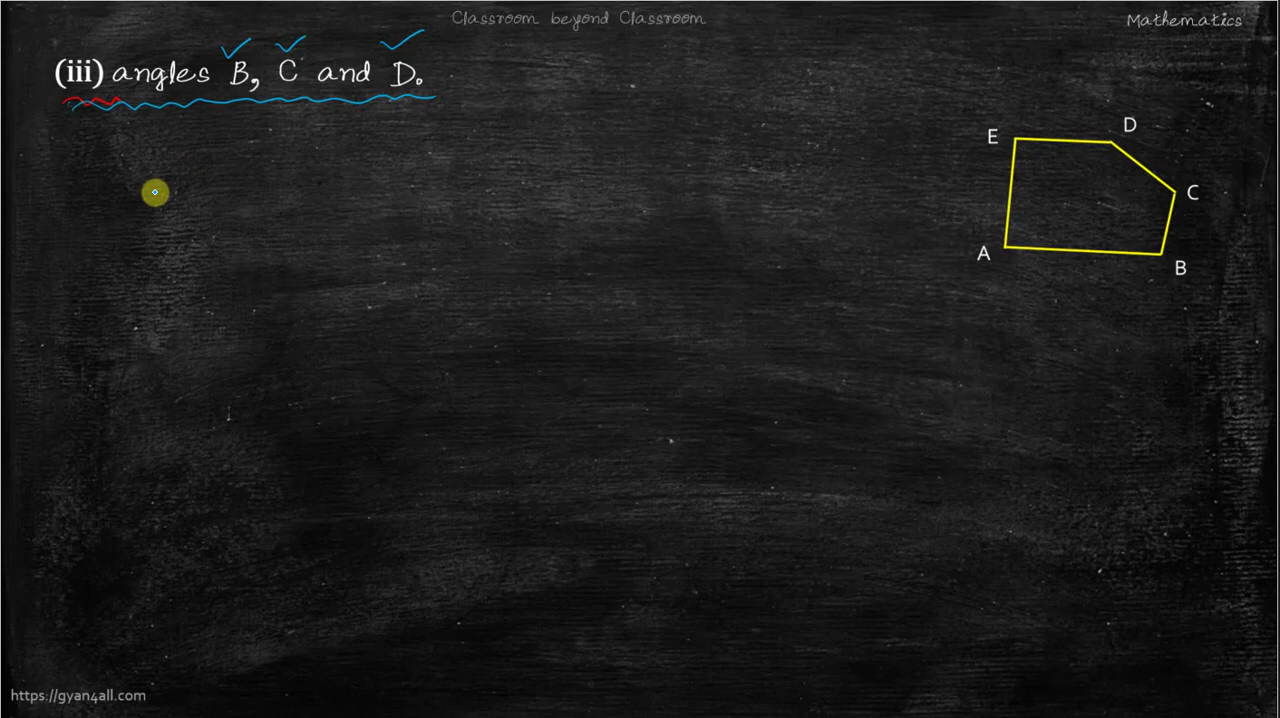 Classroom beyond Classroom
Mathematics
(iii) angles B, C and D.
E
D
C
A
B
https://gyan4all.com